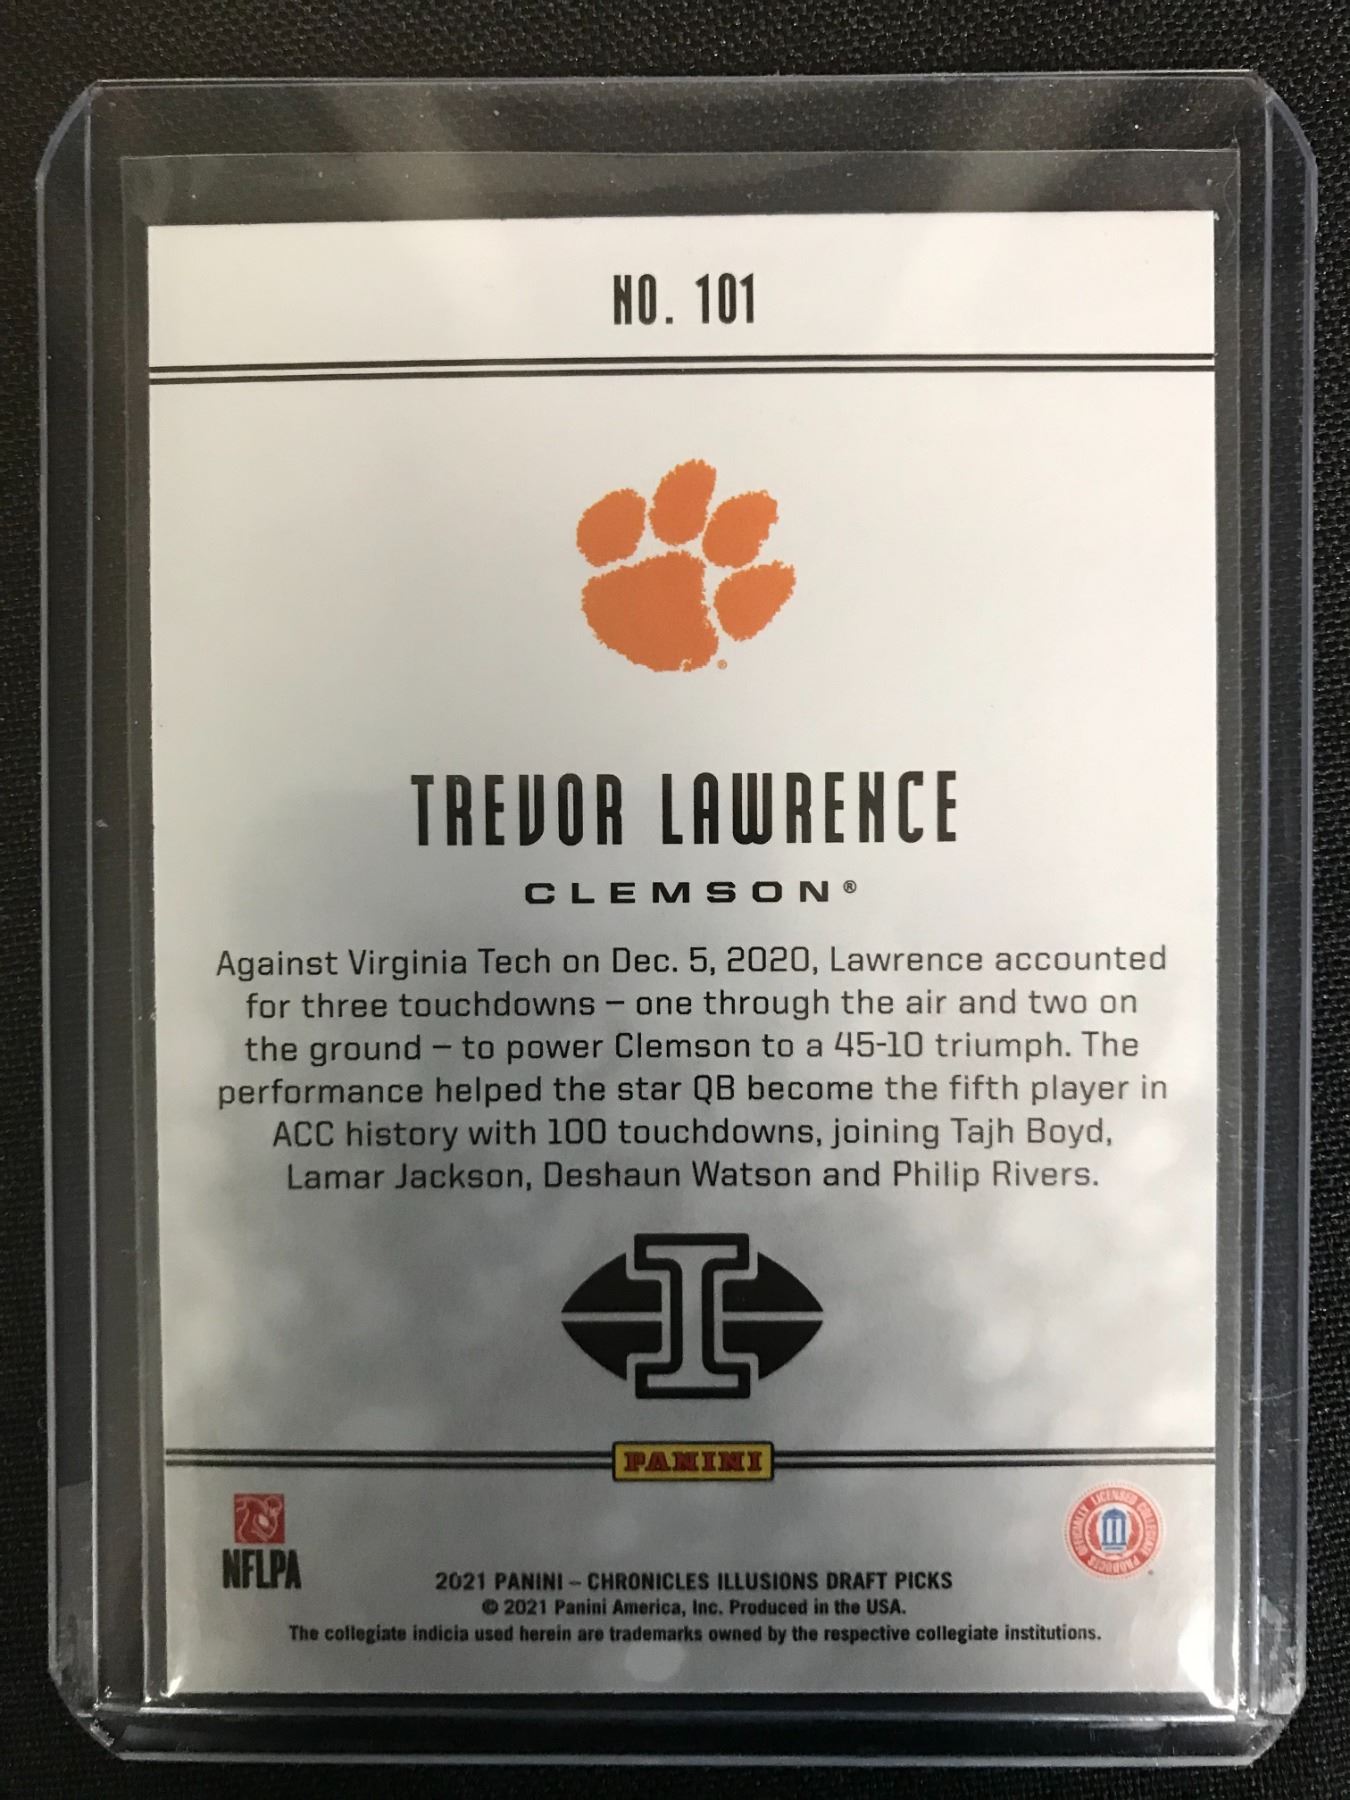 NO. 101
TREVOR LAWRENCE
CLEMSON®
Against Virginia Tech on Dec. 5, 2020, Lawrence accounted
for three touchdowns – one through the air and two on
the ground – to power Clemson to a 45-10 triumph. The
performance helped the star QB become the fifth player in
ACC history with 100 touchdowns, joining Tajh Boyd,
Lamar Jackson, Deshaun Watson and Philip Rivers.
I
PANINI
NFLPA
OFFICIALLY LICENSED COLLEGIATE PRODUCTS
2021 PANINI – CHRONICLES ILLUSIONS DRAFT PICKS
© 2021 Panini America, Inc. Produced in the USA.
The collegiate indicia used herein are trademarks owned by the respective collegiate institutions.